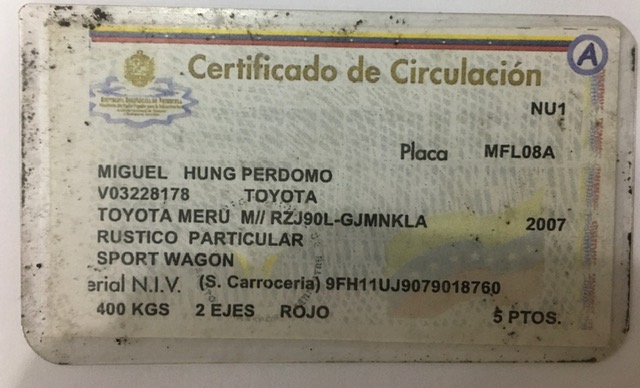 Certificado de Circulación
A
NU1
Placa MFL08A
MIGUEL HUNG PERDOMO
V03228178 TOYOTA
TOYOTA MERU M// RZJ90L-GJMNKLA 2007
RUSTICO PARTICULAR
SPORT WAGON
erial N.I.V. (S. Carroceria) 9FH11UJ9079018760
400 KGS 2 EJES ROJO 5 PTOS.